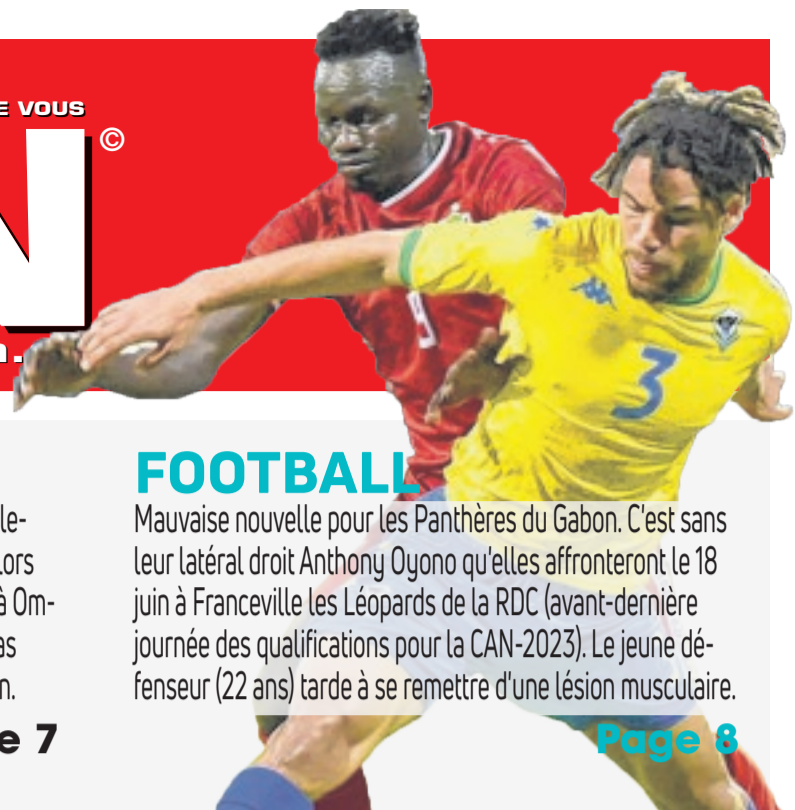 E VOUS
N©
FOOTBALL
Mauvaise nouvelle pour les Panthères du Gabon. C'est sans
leur latéral droit Anthony Oyono qu'elles affronteront le 18
juin à Franceville les Léopards de la RDC (avant-dernière
journée des qualifications pour la CAN-2023). Le jeune dé-
fenseur (22 ans) tarde à se remettre d'une lésion musculaire.
Page 8
le-
lors
à Om-
as
n.
e 7
9
3